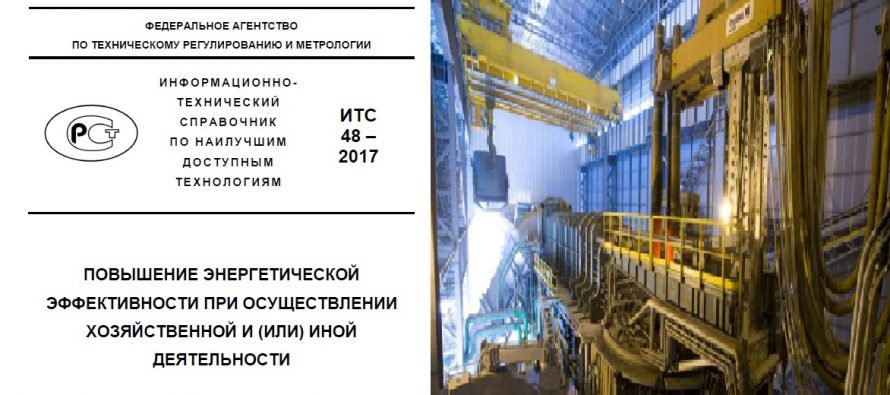 ФЕДЕРАЛЬНОЕ АГЕНТСТВО
ПО ТЕХНИЧЕСКОМУ РЕГУЛИРОВАНИЮ И МЕТРОЛОГИИ
ИНФОРМАЦИОННО-
ТЕХНИЧЕСКИЙ
СПРАВОЧНИК
ПО НАИЛУЧШИМ
ДОСТУПНЫМ
ТЕХНОЛОГИЯМ
ИТС
48 –
2017
РСТ
ПОВЫШЕНИЕ ЭНЕРГЕТИЧЕСКОЙ
ЭФФЕКТИВНОСТИ ПРИ ОСУЩЕСТВЛЕНИИ
ХОЗЯЙСТВЕННОЙ И (ИЛИ) ИНОЙ
ДЕЯТЕЛЬНОСТИ